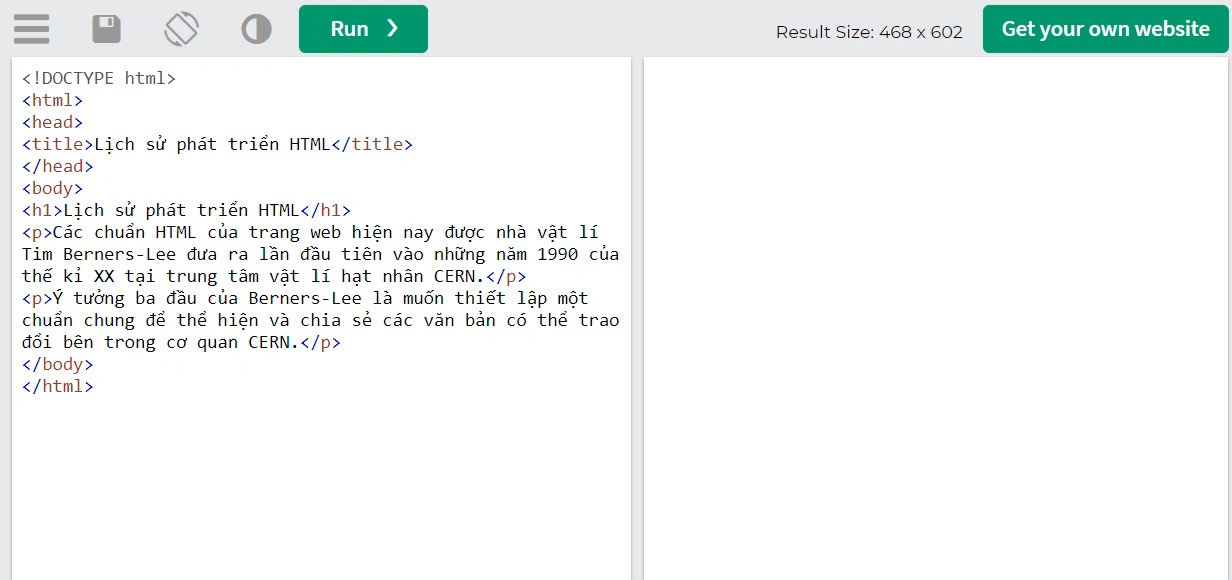 Run ❯
Result Size: 468 x 602
Get your own website
<!DOCTYPE html>
<html>
<head>
<title>Lịch sử phát triển HTML</title>
</head>
<body>
<h1>Lịch sử phát triển HTML</h1>
<p>Các chuẩn HTML của trang web hiện nay được nhà vật lí
Tim Berners-Lee đưa ra lần đầu tiên vào những năm 1990 của
thế kỉ XX tại trung tâm vật lí hạt nhân CERN.</p>
<p>Ý tưởng ba đầu của Berners-Lee là muốn thiết lập một
chuẩn chung để thể hiện và chia sẻ các văn bản có thể trao
đổi bên trong cơ quan CERN.</p>
</body>
</html>